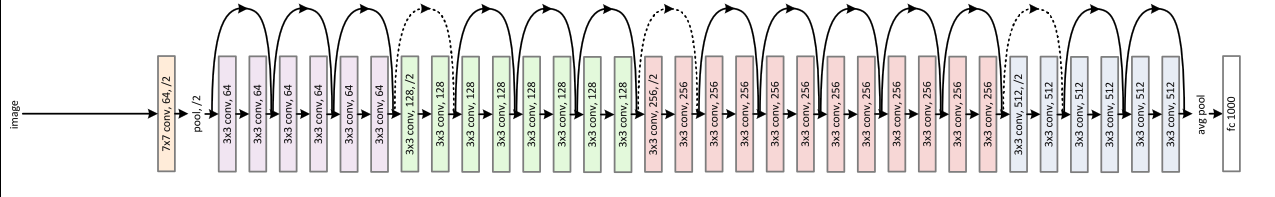 image
7x7 conv, 64, /2
pool, /2
3x3 conv, 64
3x3 conv, 64
3x3 conv, 64
3x3 conv, 64
3x3 conv, 64
3x3 conv, 64
3x3 conv, 128, /2
3x3 conv, 128
3x3 conv, 128
3x3 conv, 128
3x3 conv, 128
3x3 conv, 128
3x3 conv, 128
3x3 conv, 128
3x3 conv, 256, /2
3x3 conv, 256
3x3 conv, 256
3x3 conv, 256
3x3 conv, 256
3x3 conv, 256
3x3 conv, 256
3x3 conv, 256
3x3 conv, 256
3x3 conv, 256
3x3 conv, 256
3x3 conv, 256
3x3 conv, 512, /2
3x3 conv, 512
3x3 conv, 512
3x3 conv, 512
3x3 conv, 512
3x3 conv, 512
avg pool
fc 1000